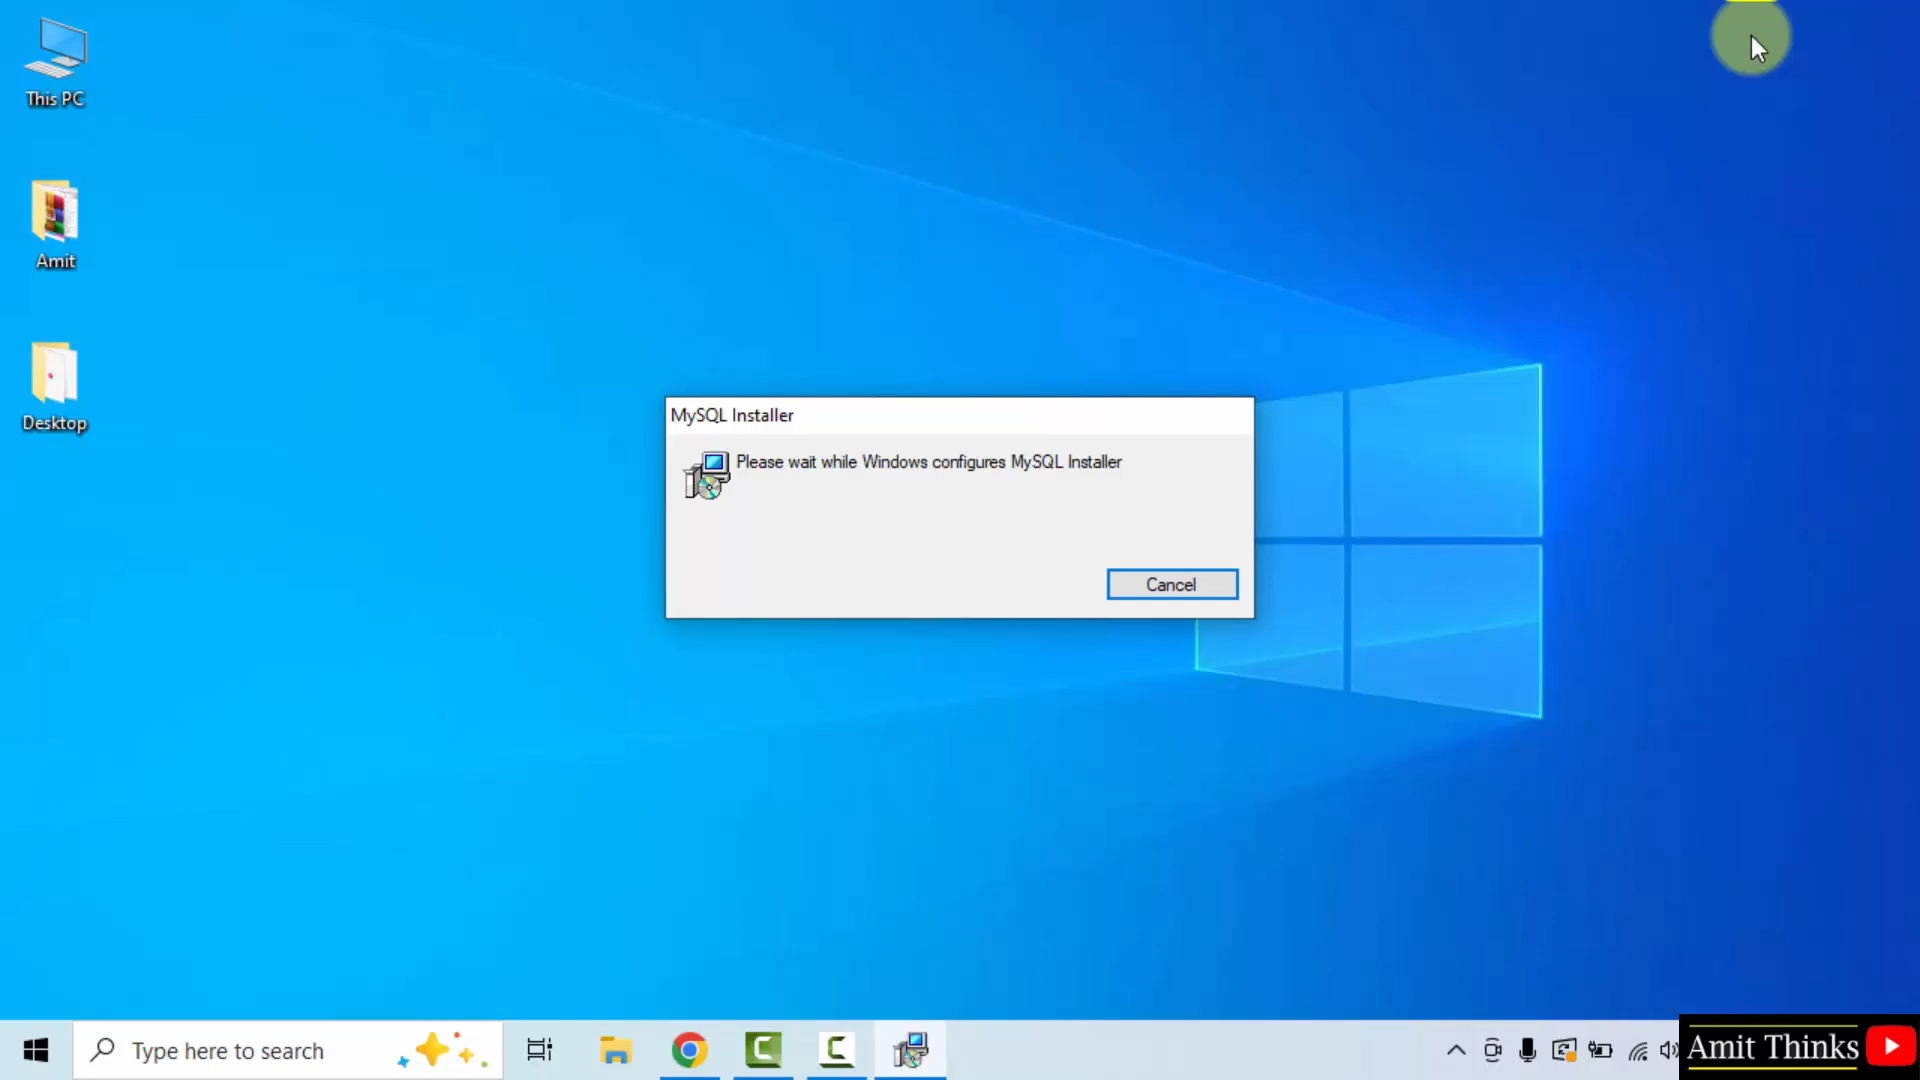 This PC
Amit
Desktop
MySQL Installer
Please wait while Windows configures MySQL Installer
Cancel
Type here to search
Amit Thinks